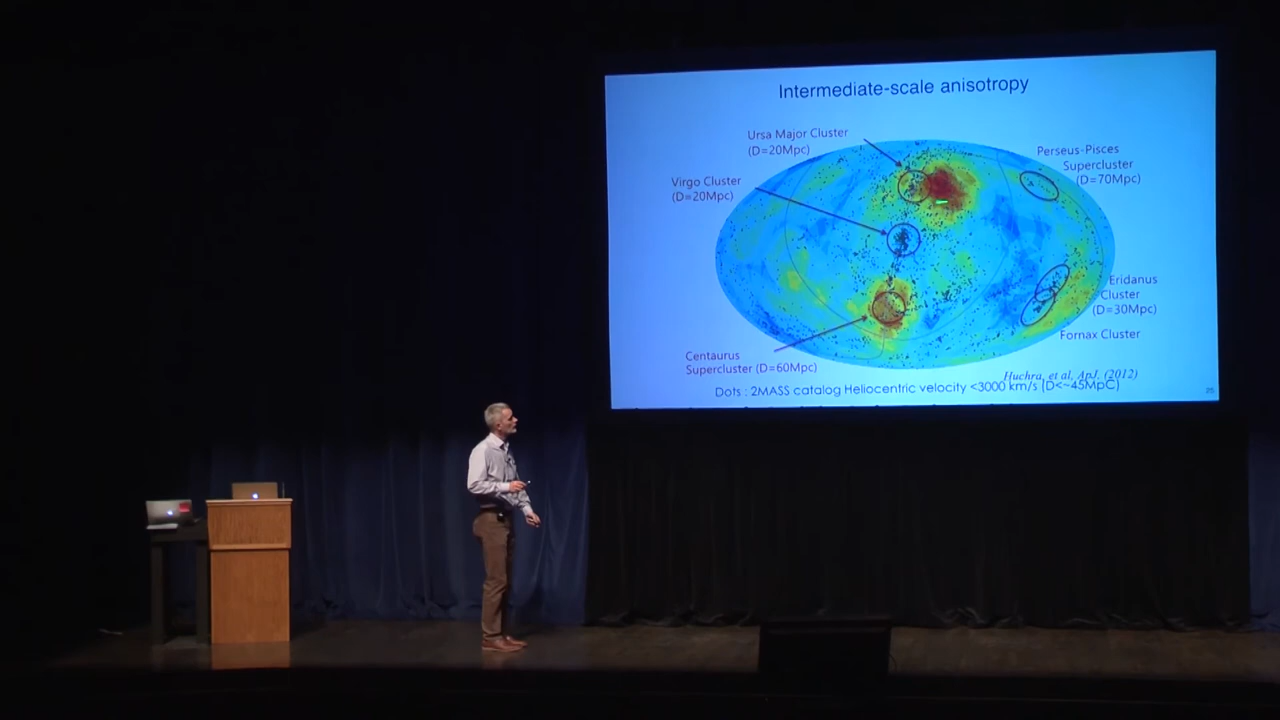 Intermediate-scale anisotropy
Ursa Major Cluster
(D=20Mpc)
Perseus-Pisces
Supercluster
(D=70Mpc)
Virgo Cluster
(D=20Mpc)
Eridanus
Cluster
(D=30Mpc)
Fornax Cluster
Centaurus
Supercluster (D=60Mpc)
Huchra, et al, ApJ, (2012)
Dots : 2MASS catalog Heliocentric velocity <3000 km/s (D<~45MpC)